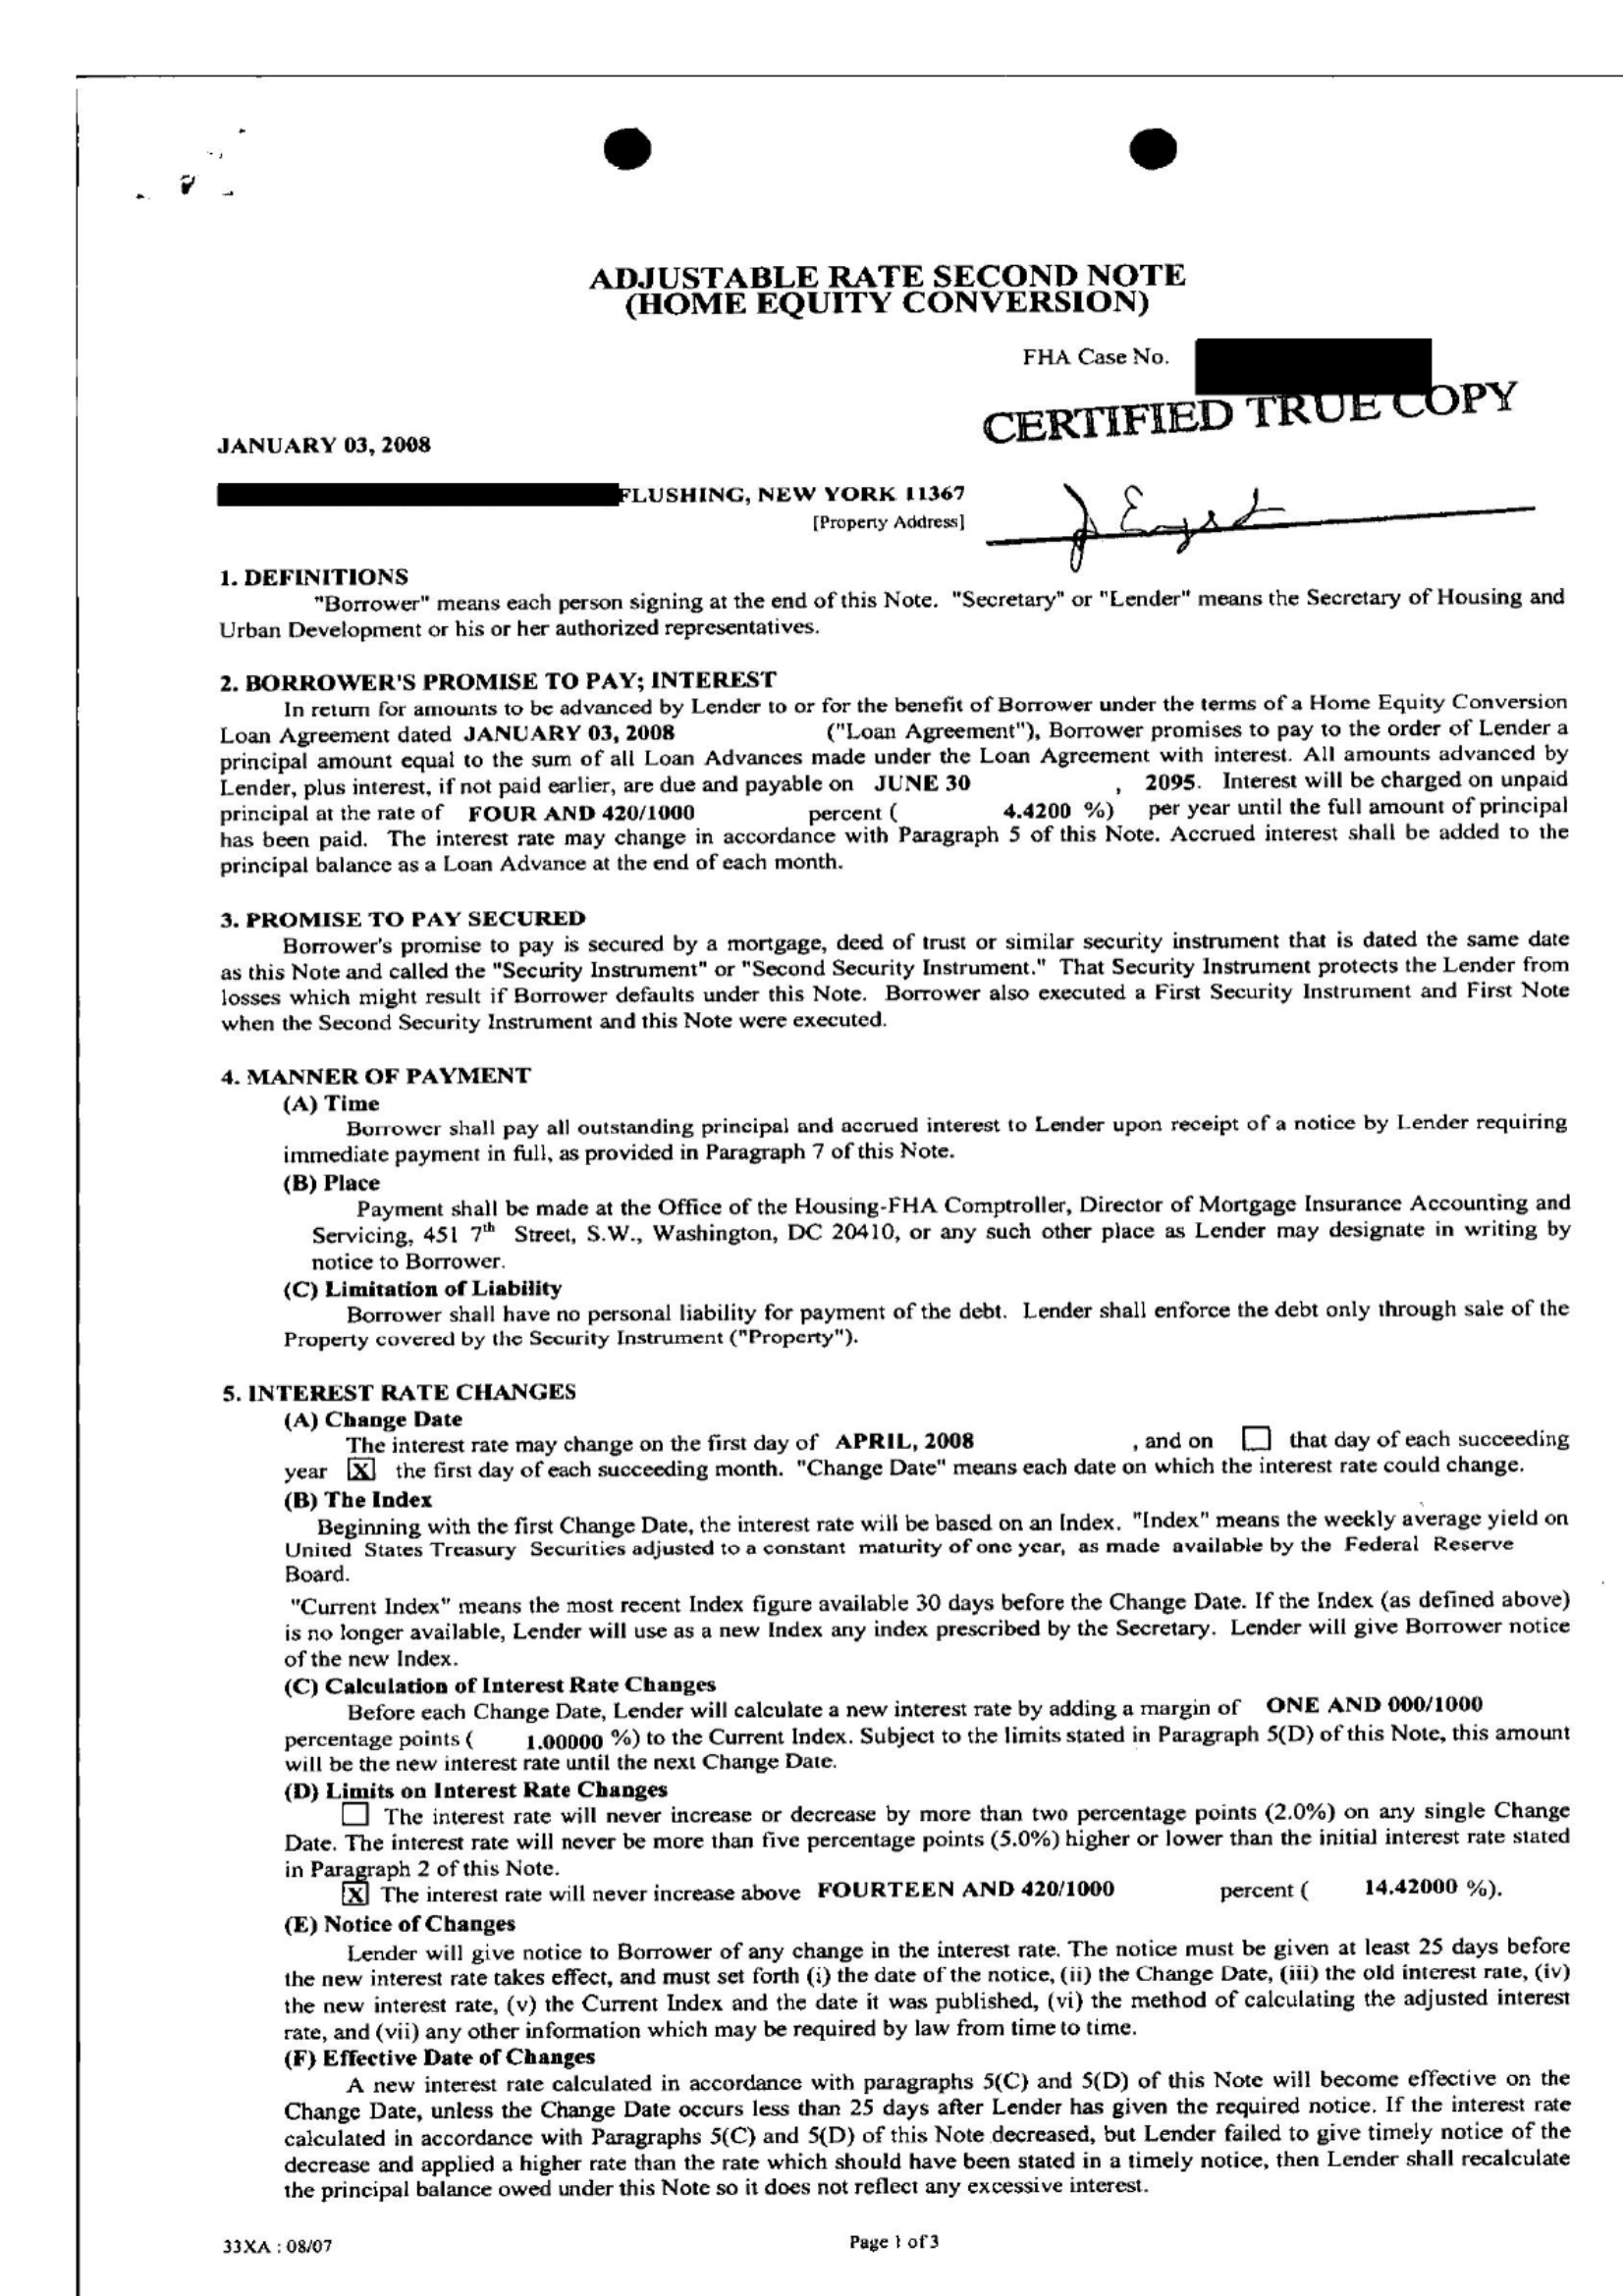 ADJUSTABLE RATE SECOND NOTE
(HOME EQUITY CONVERSION)
FHA Case No.
CERTIFIED TRUE COPY
JANUARY 03, 2008
FLUSHING, NEW YORK 11367
[Property Address]
1. DEFINITIONS
"Borrower" means each person signing at the end of this Note. "Secretary" or "Lender" means the Secretary of Housing and
Urban Development or his or her authorized representatives.
2. BORROWER'S PROMISE TO PAY; INTEREST
In return for amounts to be advanced by Lender to or for the benefit of Borrower under the terms of a Home Equity Conversion
Loan Agreement dated JANUARY 03, 2008 ("Loan Agreement"), Borrower promises to pay to the order of Lender a
principal amount equal to the sum of all Loan Advances made under the Loan Agreement with interest. All amounts advanced by
Lender, plus interest, if not paid earlier, are due and payable on JUNE 30 , 2095. Interest will be charged on unpaid
principal at the rate of FOUR AND 420/1000 percent ( 4.4200 %) per year until the full amount of principal
has been paid. The interest rate may change in accordance with Paragraph 5 of this Note. Accrued interest shall be added to the
principal balance as a Loan Advance at the end of each month.
3. PROMISE TO PAY SECURED
Borrower's promise to pay is secured by a mortgage, deed of trust or similar security instrument that is dated the same date
as this Note and called the "Security Instrument" or "Second Security Instrument." That Security Instrument protects the Lender from
losses which might result if Borrower defaults under this Note. Borrower also executed a First Security Instrument and First Note
when the Second Security Instrument and this Note were executed.
4. MANNER OF PAYMENT
(A) Time
Borrower shall pay all outstanding principal and accrued interest to Lender upon receipt of a notice by Lender requiring
immediate payment in full, as provided in Paragraph 7 of this Note.
(B) Place
Payment shall be made at the Office of the Housing-FHA Comptroller, Director of Mortgage Insurance Accounting and
Servicing, 451 7th Street, S.W., Washington, DC 20410, or any such other place as Lender may designate in writing by
notice to Borrower.
(C) Limitation of Liability
Borrower shall have no personal liability for payment of the debt. Lender shall enforce the debt only through sale of the
Property covered by the Security Instrument ("Property").
5. INTEREST RATE CHANGES
(A) Change Date
The interest rate may change on the first day of APRIL, 2008 , and on ☐ that day of each succeeding
year [X] the first day of each succeeding month. "Change Date" means each date on which the interest rate could change.
(B) The Index
Beginning with the first Change Date, the interest rate will be based on an Index. "Index" means the weekly average yield on
United States Treasury Securities adjusted to a constant maturity of one year, as made available by the Federal Reserve
Board.
"Current Index" means the most recent Index figure available 30 days before the Change Date. If the Index (as defined above)
is no longer available, Lender will use as a new Index any index prescribed by the Secretary. Lender will give Borrower notice
of the new Index.
(C) Calculation of Interest Rate Changes
Before each Change Date, Lender will calculate a new interest rate by adding a margin of ONE AND 000/1000
percentage points ( 1.00000 %) to the Current Index. Subject to the limits stated in Paragraph 5(D) of this Note, this amount
will be the new interest rate until the next Change Date.
(D) Limits on Interest Rate Changes
☐ The interest rate will never increase or decrease by more than two percentage points (2.0%) on any single Change
Date. The interest rate will never be more than five percentage points (5.0%) higher or lower than the initial interest rate stated
in Paragraph 2 of this Note.
[X] The interest rate will never increase above FOURTEEN AND 420/1000 percent ( 14.42000 %).
(E) Notice of Changes
Lender will give notice to Borrower of any change in the interest rate. The notice must be given at least 25 days before
the new interest rate takes effect, and must set forth (i) the date of the notice, (ii) the Change Date, (iii) the old interest rate, (iv)
the new interest rate, (v) the Current Index and the date it was published, (vi) the method of calculating the adjusted interest
rate, and (vii) any other information which may be required by law from time to time.
(F) Effective Date of Changes
A new interest rate calculated in accordance with paragraphs 5(C) and 5(D) of this Note will become effective on the
Change Date, unless the Change Date occurs less than 25 days after Lender has given the required notice. If the interest rate
calculated in accordance with Paragraphs 5(C) and 5(D) of this Note decreased, but Lender failed to give timely notice of the
decrease and applied a higher rate than the rate which should have been stated in a timely notice, then Lender shall recalculate
the principal balance owed under this Note so it does not reflect any excessive interest.
33XA : 08/07
Page 1 of 3